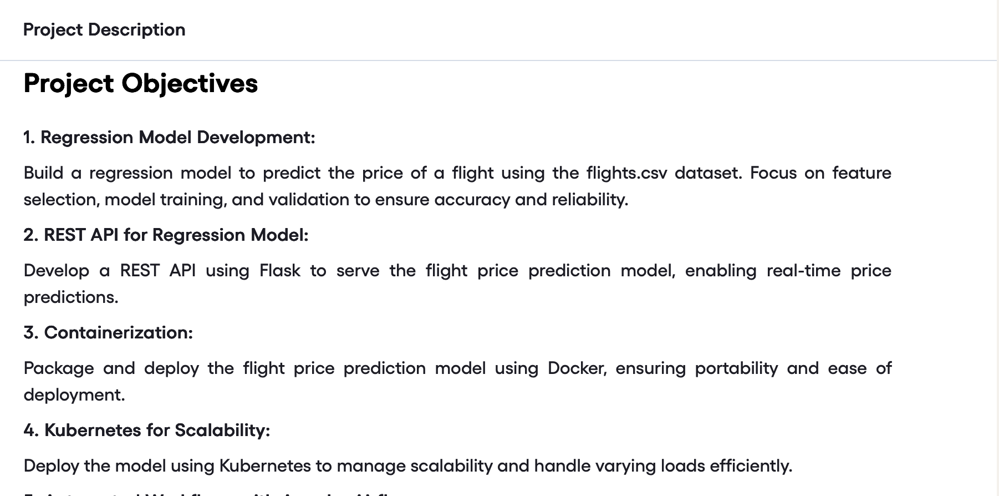 Project Description
Project Objectives
1. Regression Model Development:
Build a regression model to predict the price of a flight using the flights.csv dataset. Focus on feature
selection, model training, and validation to ensure accuracy and reliability.
2. REST API for Regression Model:
Develop a REST API using Flask to serve the flight price prediction model, enabling real-time price
predictions.
3. Containerization:
Package and deploy the flight price prediction model using Docker, ensuring portability and ease of
deployment.
4. Kubernetes for Scalability:
Deploy the model using Kubernetes to manage scalability and handle varying loads efficiently.